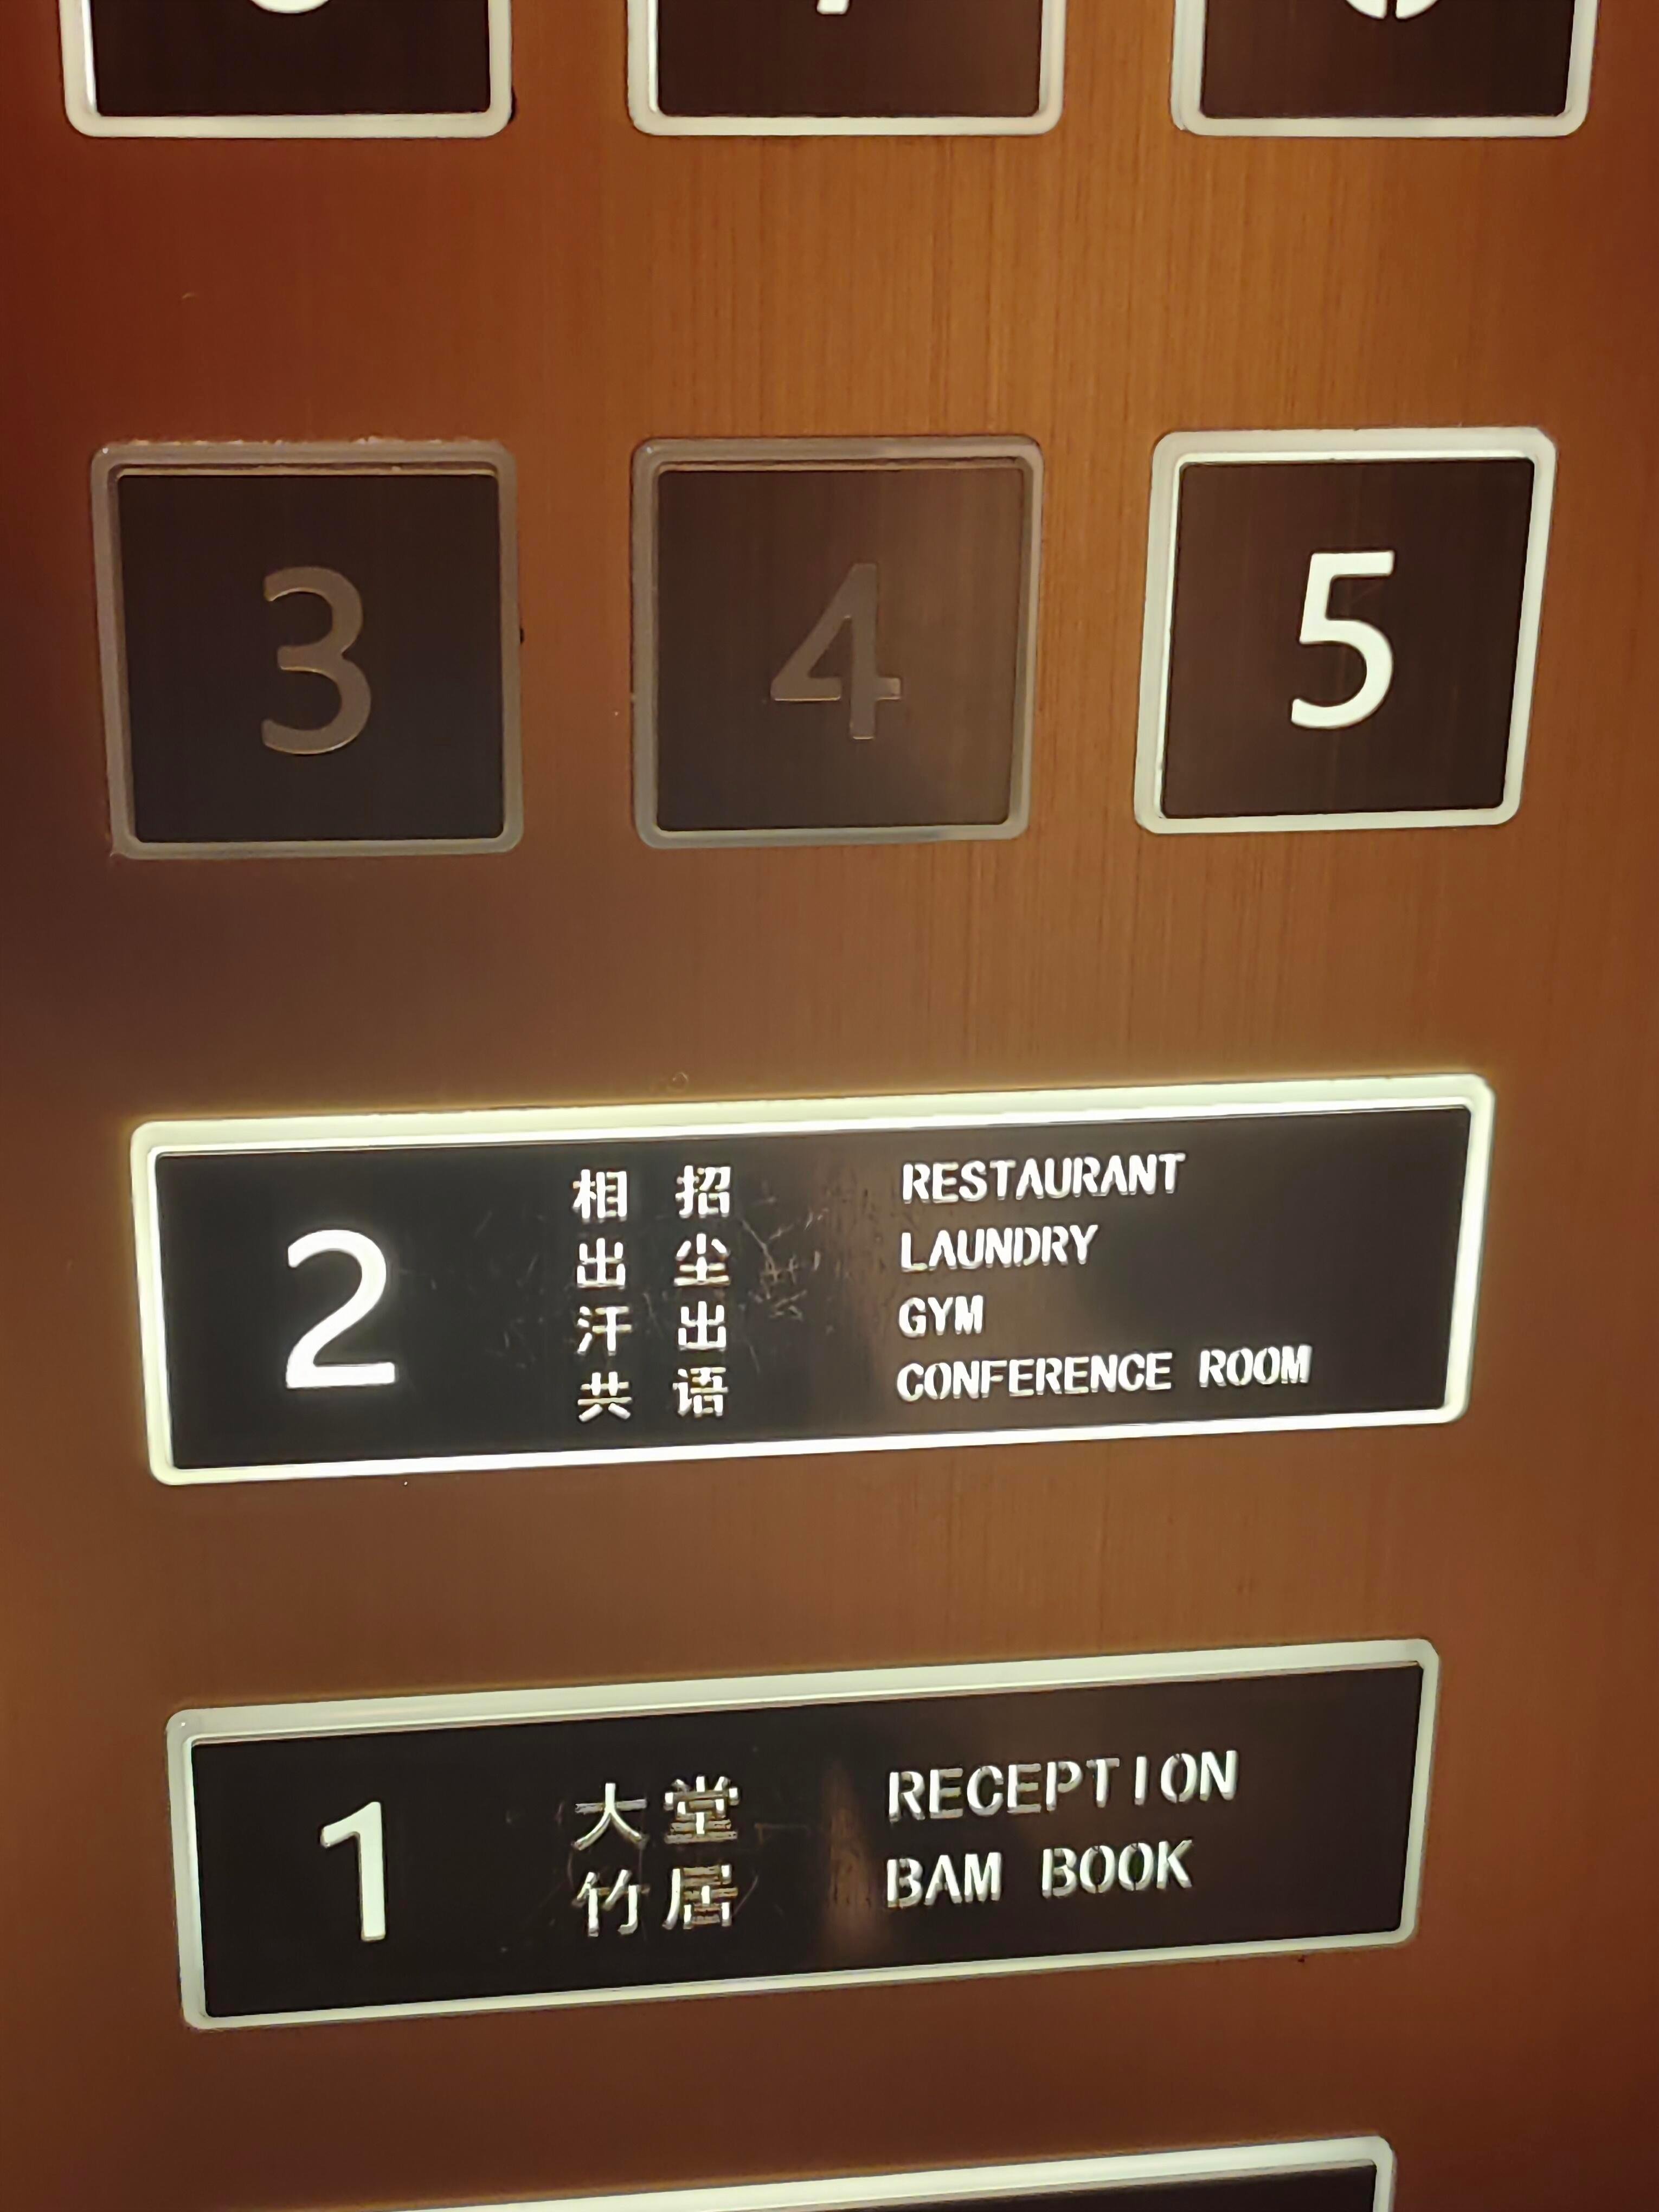 3
4
5
2
相 招 RESTAURANT
出 尘 LAUNDRY
汗 出 GYM
共 语 CONFERENCE ROOM
1
大堂 RECEPTION
竹居 BAM BOOK